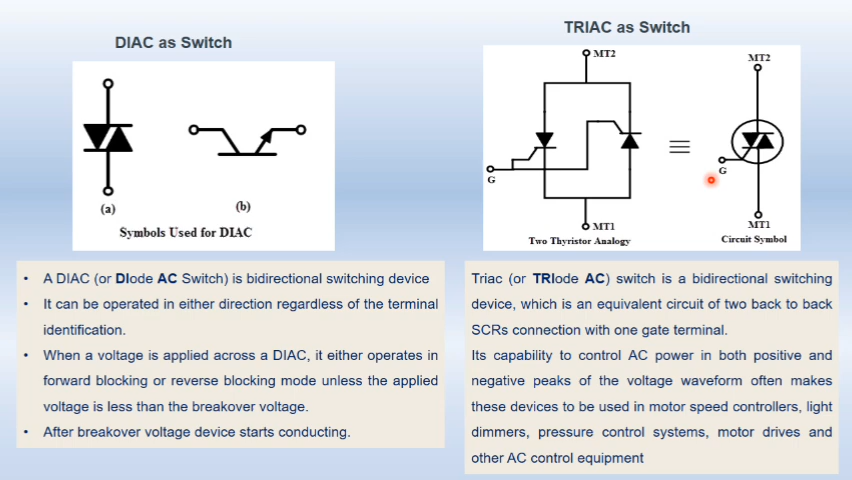 DIAC as Switch
(a)
(b)
Symbols Used for DIAC
• A DIAC (or DIode AC Switch) is bidirectional switching device
• It can be operated in either direction regardless of the terminal
identification.
• When a voltage is applied across a DIAC, it either operates in
forward blocking or reverse blocking mode unless the applied
voltage is less than the breakover voltage.
• After breakover voltage device starts conducting.
TRIAC as Switch
MT2
G
MT1
Two Thyristor Analogy
MT2
G
MT1
Circuit Symbol
Triac (or TRIode AC) switch is a bidirectional switching
device, which is an equivalent circuit of two back to back
SCRs connection with one gate terminal.
Its capability to control AC power in both positive and
negative peaks of the voltage waveform often makes
these devices to be used in motor speed controllers, light
dimmers, pressure control systems, motor drives and
other AC control equipment